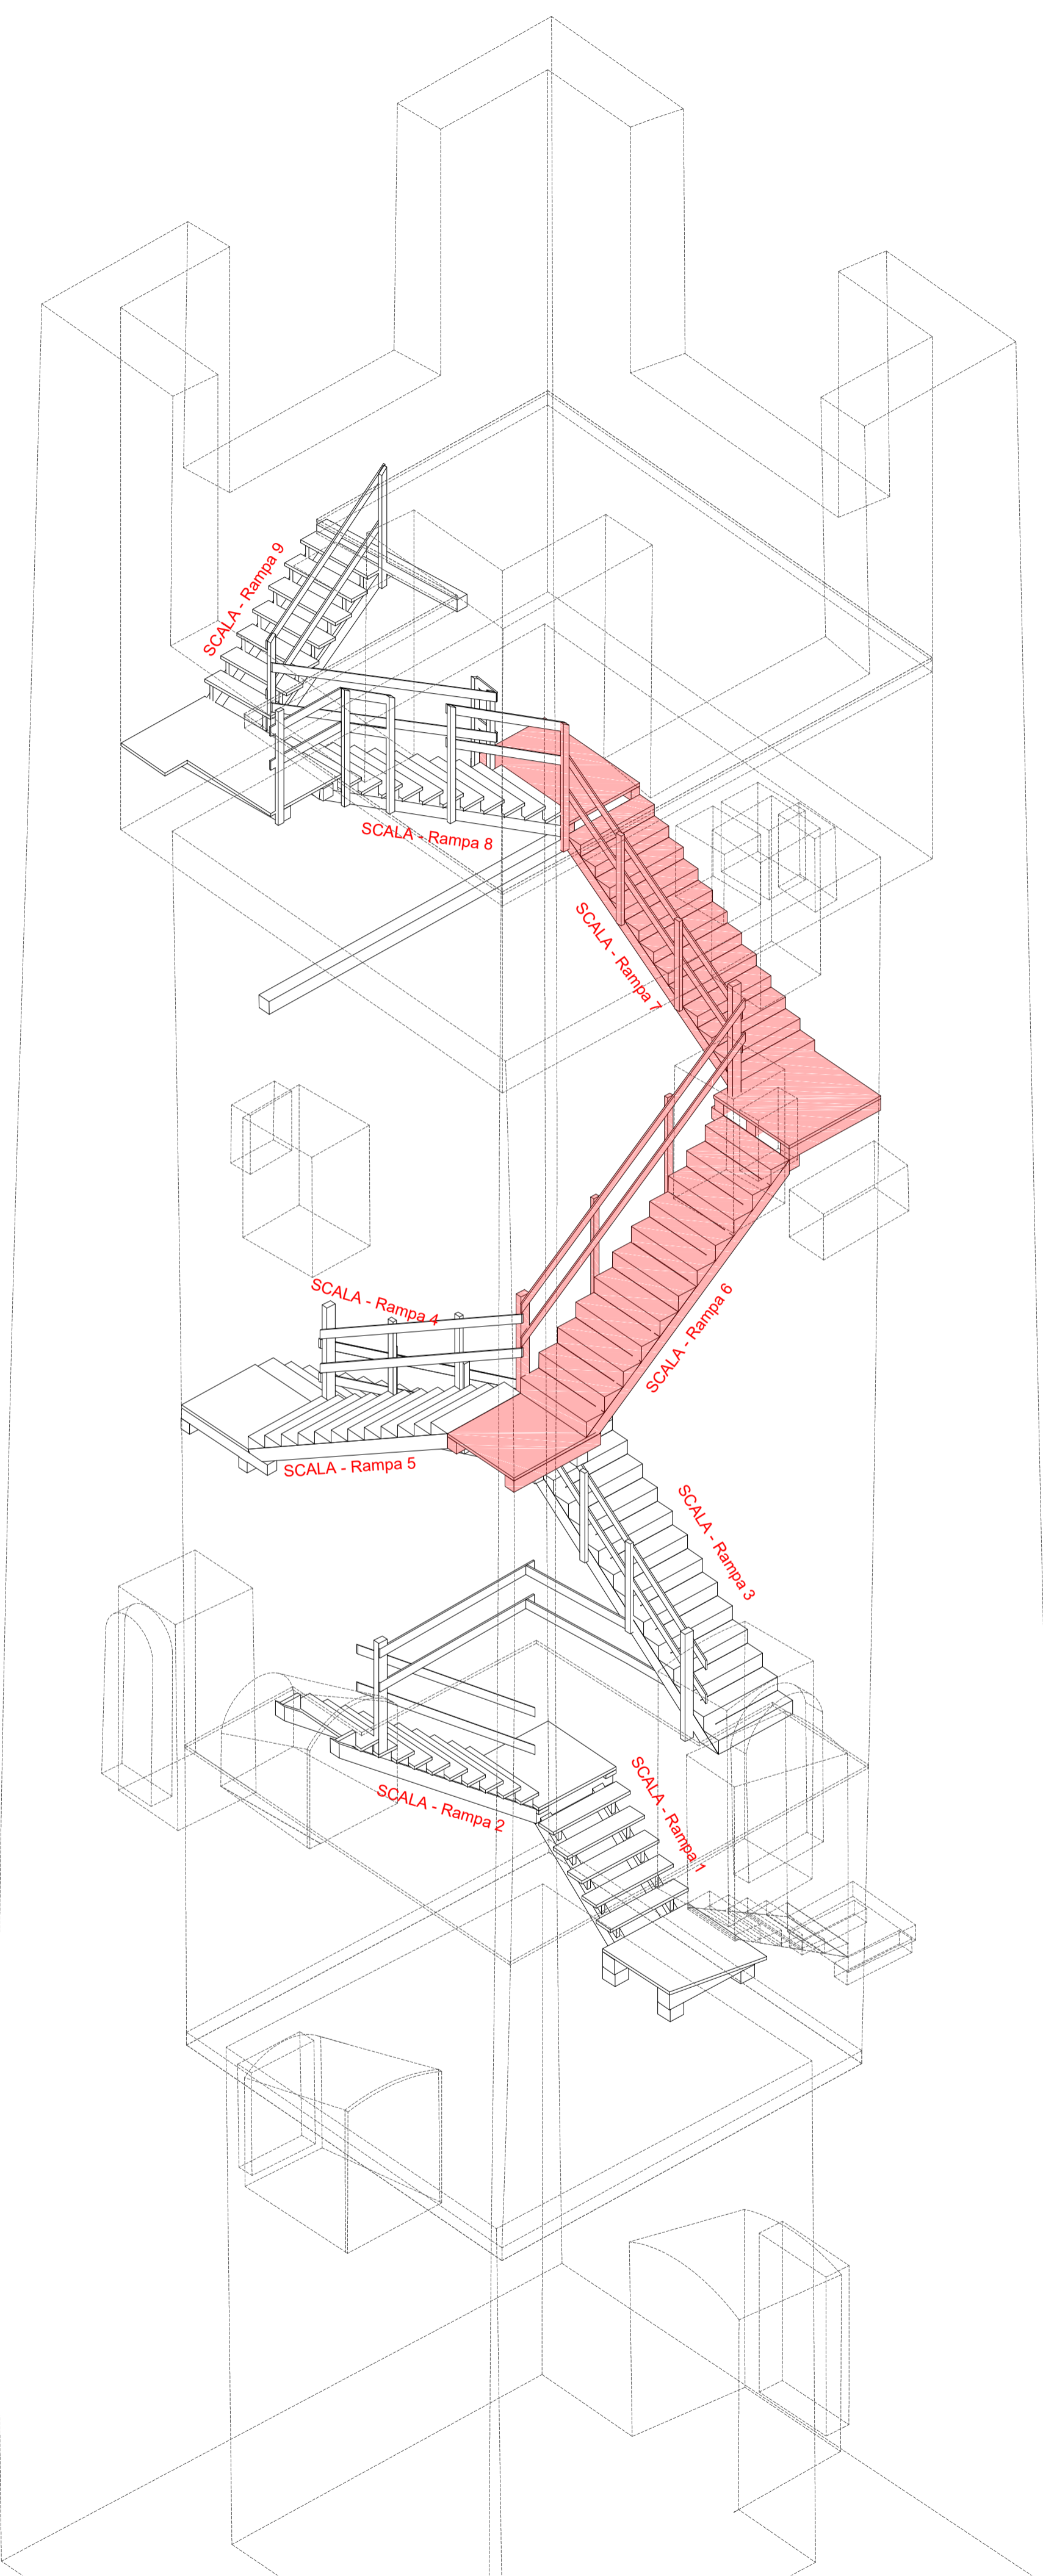 SCALA - Rampa 9
SCALA - Rampa 8
SCALA - Rampa 7
SCALA - Rampa 4
SCALA - Rampa 6
SCALA - Rampa 5
SCALA - Rampa 3
SCALA - Rampa 2
SCALA - Rampa 1